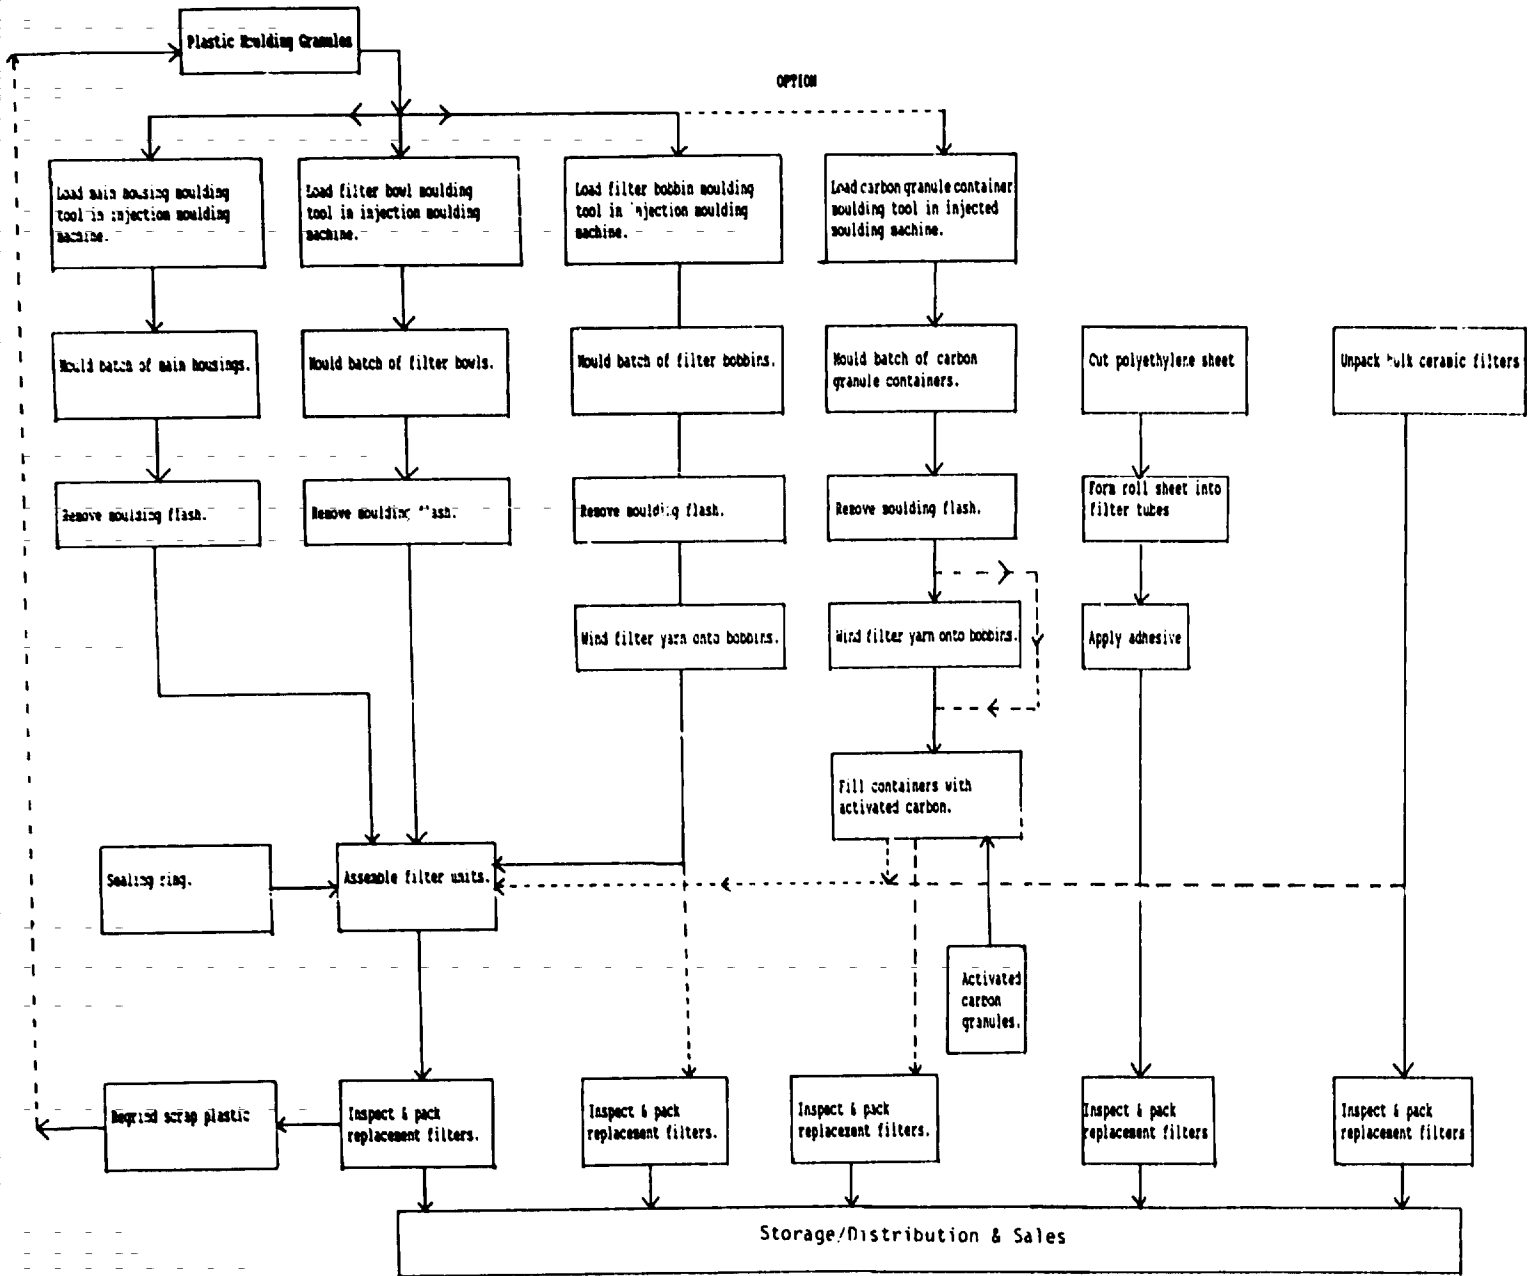 Plastic Moulding Granules
OPTION
Load main housing moulding
tool in injection moulding
machine.
Load filter bowl moulding
tool in injection moulding
machine.
Load filter bobbin moulding
tool in injection moulding
machine.
Load carbon granule container
moulding tool in injected
moulding machine.
Mould batch of main housings.
Mould batch of filter bowls.
Mould batch of filter bobbins.
Mould batch of carbon
granule containers.
Cut polyethylene sheet
Unpack bulk ceramic filters
Remove moulding flash.
Remove moulding flash.
Remove moulding flash.
Remove moulding flash.
Form roll sheet into
filter tubes
Wind filter yarn onto bobbins.
Wind filter yarn onto bobbins.
Apply adhesive
Fill containers with
activated carbon.
Sealing ring.
Assemble filter units.
Activated
carbon
granules.
Regrind scrap plastic
Inspect & pack
replacement filters.
Inspect & pack
replacement filters.
Inspect & pack
replacement filters.
Inspect & pack
replacement filters
Inspect & pack
replacement filters
Storage/Distribution & Sales